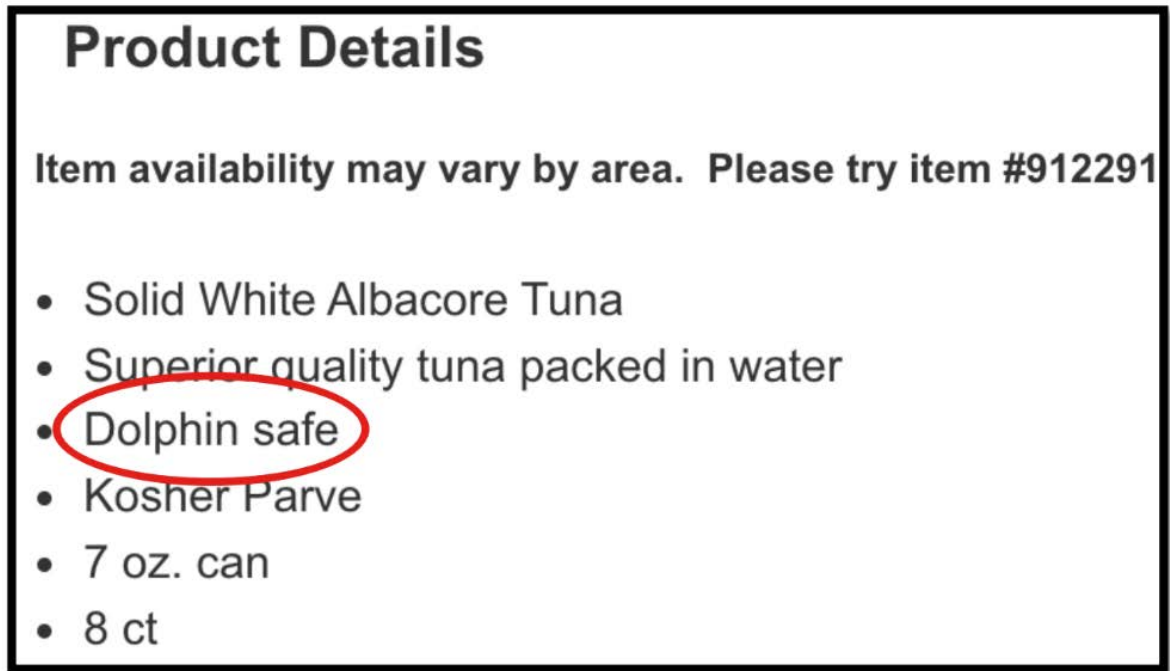 Product Details
Item availability may vary by area.  Please try item #912291
• Solid White Albacore Tuna
• Superior quality tuna packed in water
• Dolphin safe
• Kosher Parve
• 7 oz. can
• 8 ct